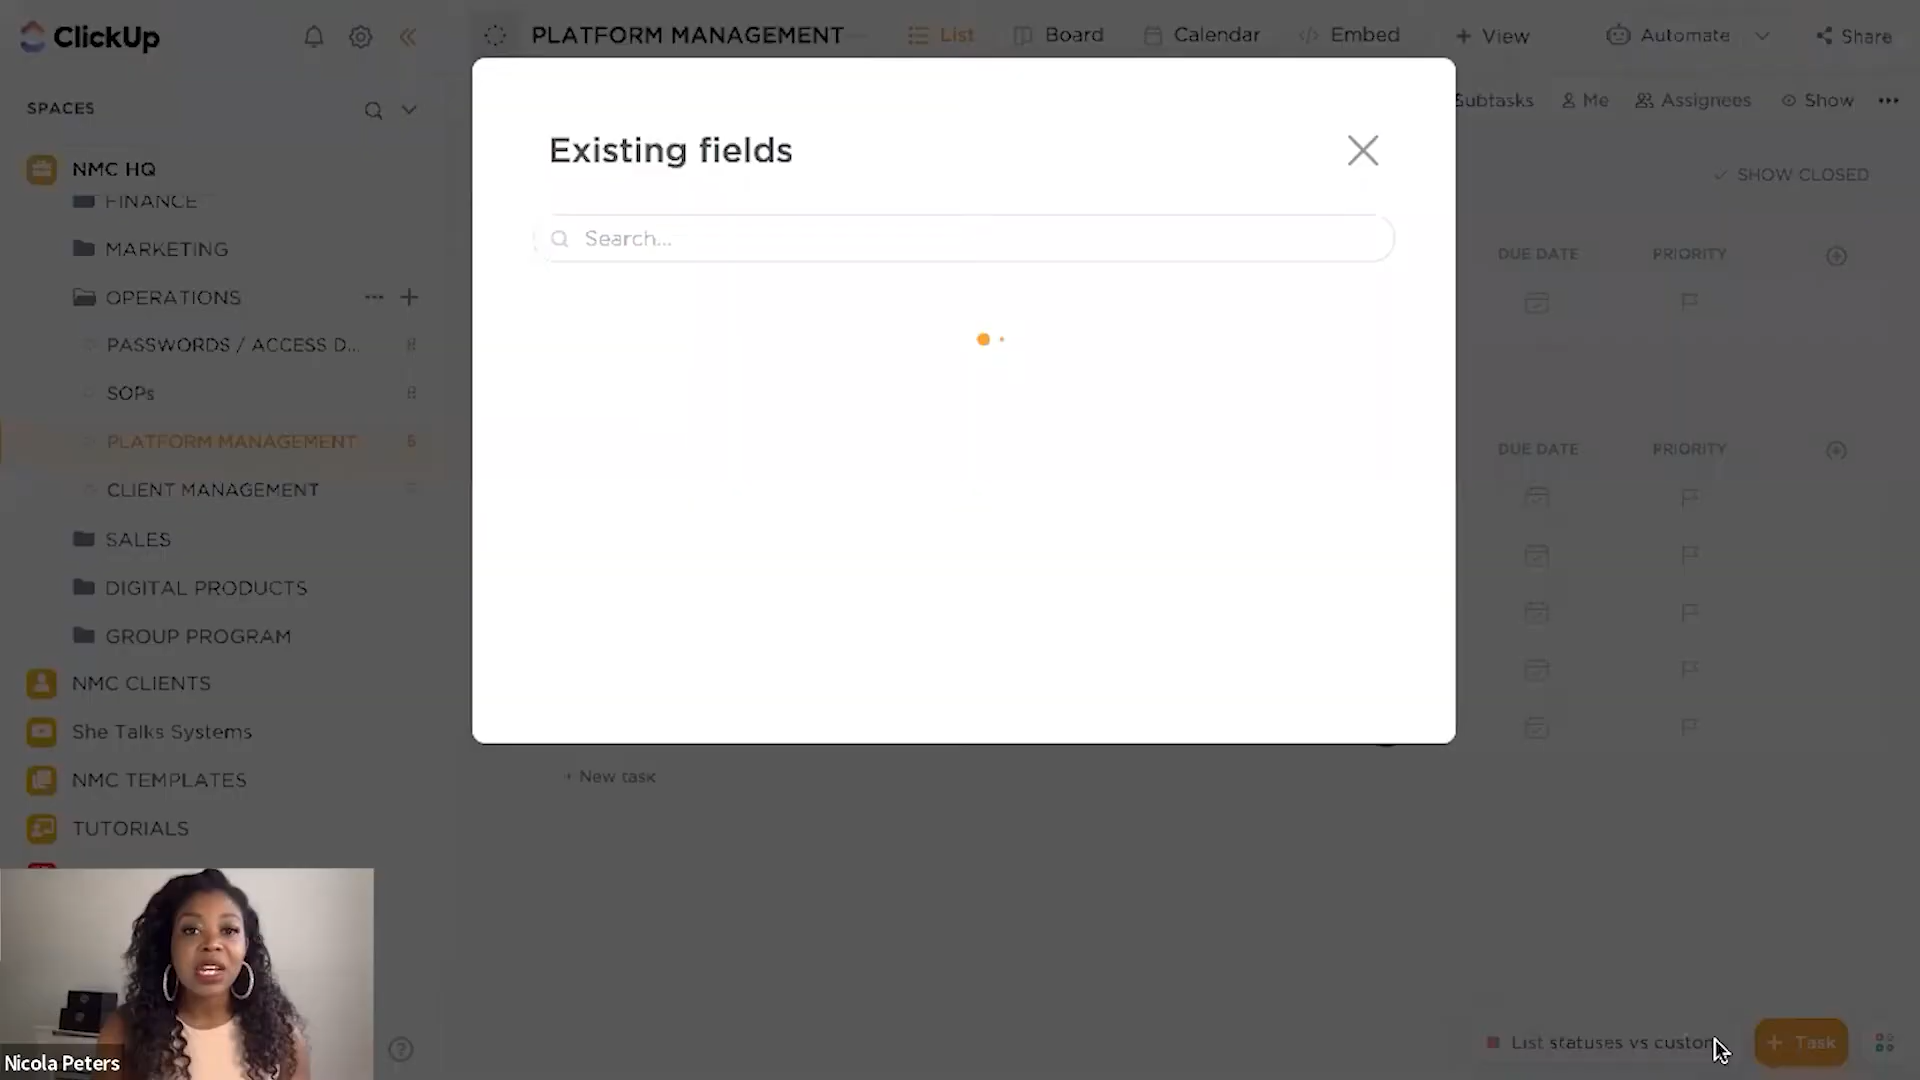 ClickUp
PLATFORM MANAGEMENT
List
Board
Calendar
Embed
+ View
Automate
Share
SPACES
Subtasks
Me
Assignees
Show
Existing fields
SHOW CLOSED
NMC HQ
FINANCE
Search...
MARKETING
DUE DATE
PRIORITY
OPERATIONS
PASSWORDS / ACCESS D...
8
SOPs
8
PLATFORM MANAGEMENT
6
DUE DATE
PRIORITY
CLIENT MANAGEMENT
SALES
DIGITAL PRODUCTS
GROUP PROGRAM
NMC CLIENTS
She Talks Systems
NMC TEMPLATES
+ New task
TUTORIALS
List statuses vs custom
+ Task
Nicola Peters